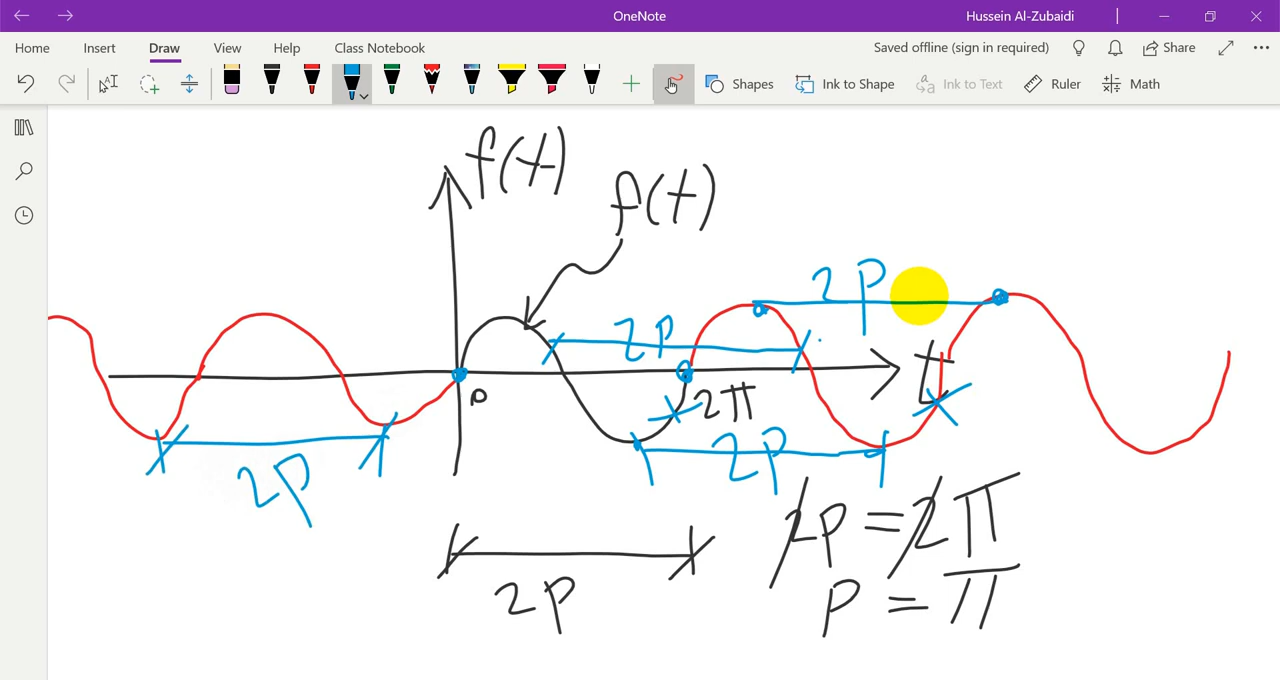 OneNote
Hussein Al-Zubaidi
Home Insert Draw View Help Class Notebook
Saved offline (sign in required)
Share
Shapes
Ink to Shape
Ink to Text
Ruler
Math
f(t)
f(t)
2P
2P
t
0
2π
2P
2P
2P
2P = 2π
P = π